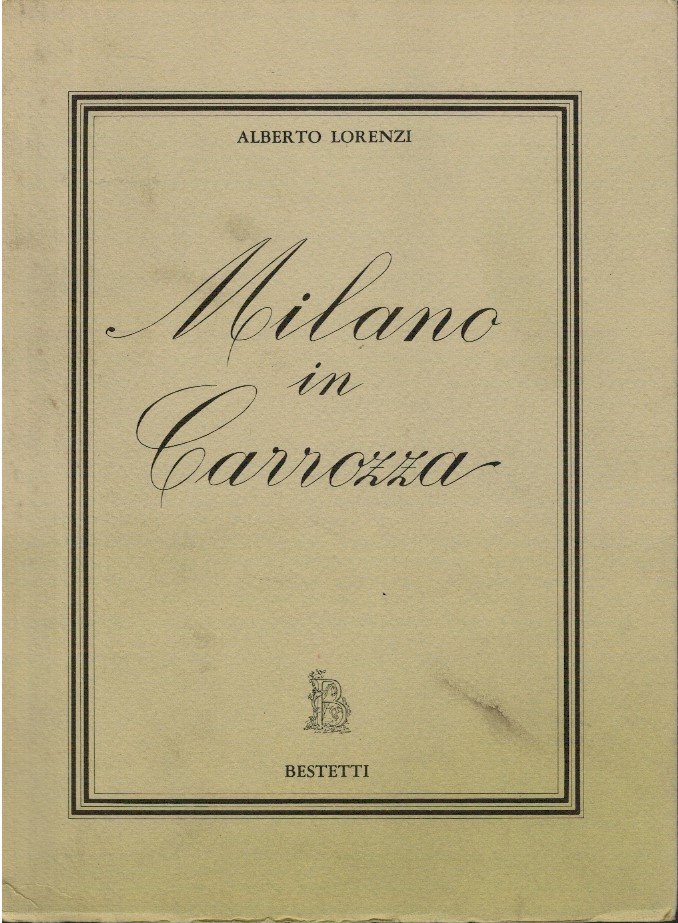 ALBERTO LORENZI
Milano
in
Carrozza
B
BESTETTI